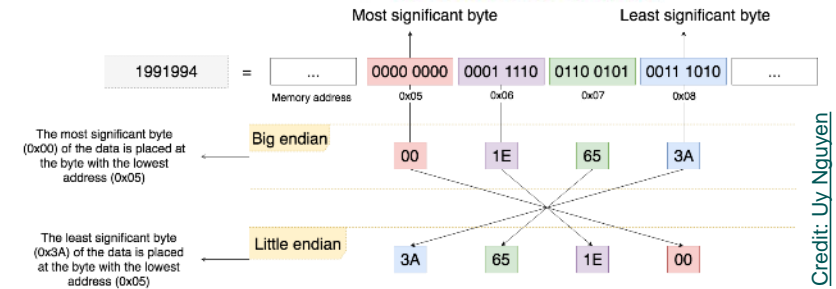 Most significant byte Least significant byte
1991994 = ... 0000 0000 0001 1110 0110 0101 0011 1010 ...
Memory address 0x05 0x06 0x07 0x08
The most significant byte
(0x00) of the data is placed at
the byte with the lowest
address (0x05)
Big endian
00 1E 65 3A
The least significant byte
(0x3A) of the data is placed
at the byte with the lowest
address (0x05)
Little endian
3A 65 1E 00
Credit: Uy Nguyen